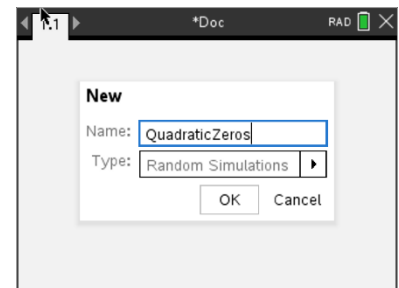 1.1 *Doc RAD
New
Name: QuadraticZeros
Type: Random Simulations
OK Cancel